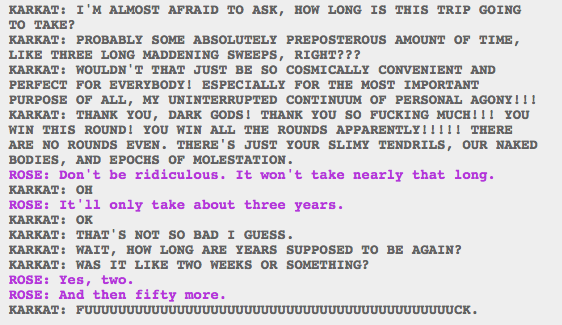 KARKAT: I'M ALMOST AFRAID TO ASK, HOW LONG IS THIS TRIP GOING
TO TAKE?
KARKAT: PROBABLY SOME ABSOLUTELY PREPOSTEROUS AMOUNT OF TIME,
LIKE THREE LONG MADDENING SWEEPS, RIGHT???
KARKAT: WOULDN'T THAT JUST BE SO COSMICALLY CONVENIENT AND
PERFECT FOR EVERYBODY! ESPECIALLY FOR THE MOST IMPORTANT
PURPOSE OF ALL, MY UNINTERRUPTED CONTINUUM OF PERSONAL AGONY!!!
KARKAT: THANK YOU, DARK GODS! THANK YOU SO FUCKING MUCH!!! YOU
WIN THIS ROUND! YOU WIN ALL THE ROUNDS APPARENTLY!!!!! THERE
ARE NO ROUNDS EVEN. THERE'S JUST YOUR SLIMY TENDRILS, OUR NAKED
BODIES, AND EPOCHS OF MOLESTATION.
ROSE: Don't be ridiculous. It won't take nearly that long.
KARKAT: OH
ROSE: It'll only take about three years.
KARKAT: OK
KARKAT: THAT'S NOT SO BAD I GUESS.
KARKAT: WAIT, HOW LONG ARE YEARS SUPPOSED TO BE AGAIN?
KARKAT: WAS IT LIKE TWO WEEKS OR SOMETHING?
ROSE: Yes, two.
ROSE: And then fifty more.
KARKAT: FUUUUUUUUUUUUUUUUUUUUUUUUUUUUUUUUUUUUUUUUUUUUCK.